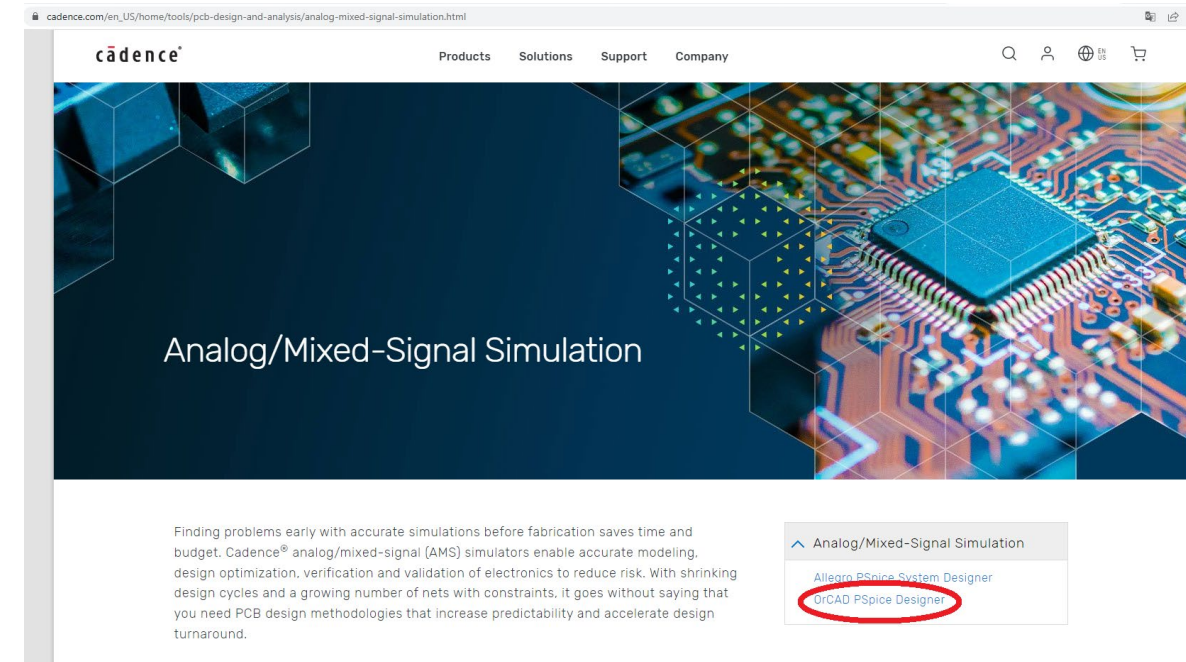 cadence.com/en_US/home/tools/pcb-design-and-analysis/analog-mixed-signal-simulation.html
cādence®
Products Solutions Support Company
EN
US
Analog/Mixed-Signal Simulation
Finding problems early with accurate simulations before fabrication saves time and
budget. Cadence® analog/mixed-signal (AMS) simulators enable accurate modeling,
design optimization, verification and validation of electronics to reduce risk. With shrinking
design cycles and a growing number of nets with constraints, it goes without saying that
you need PCB design methodologies that increase predictability and accelerate design
turnaround.
Analog/Mixed-Signal Simulation
Allegro PSpice System Designer
OrCAD PSpice Designer